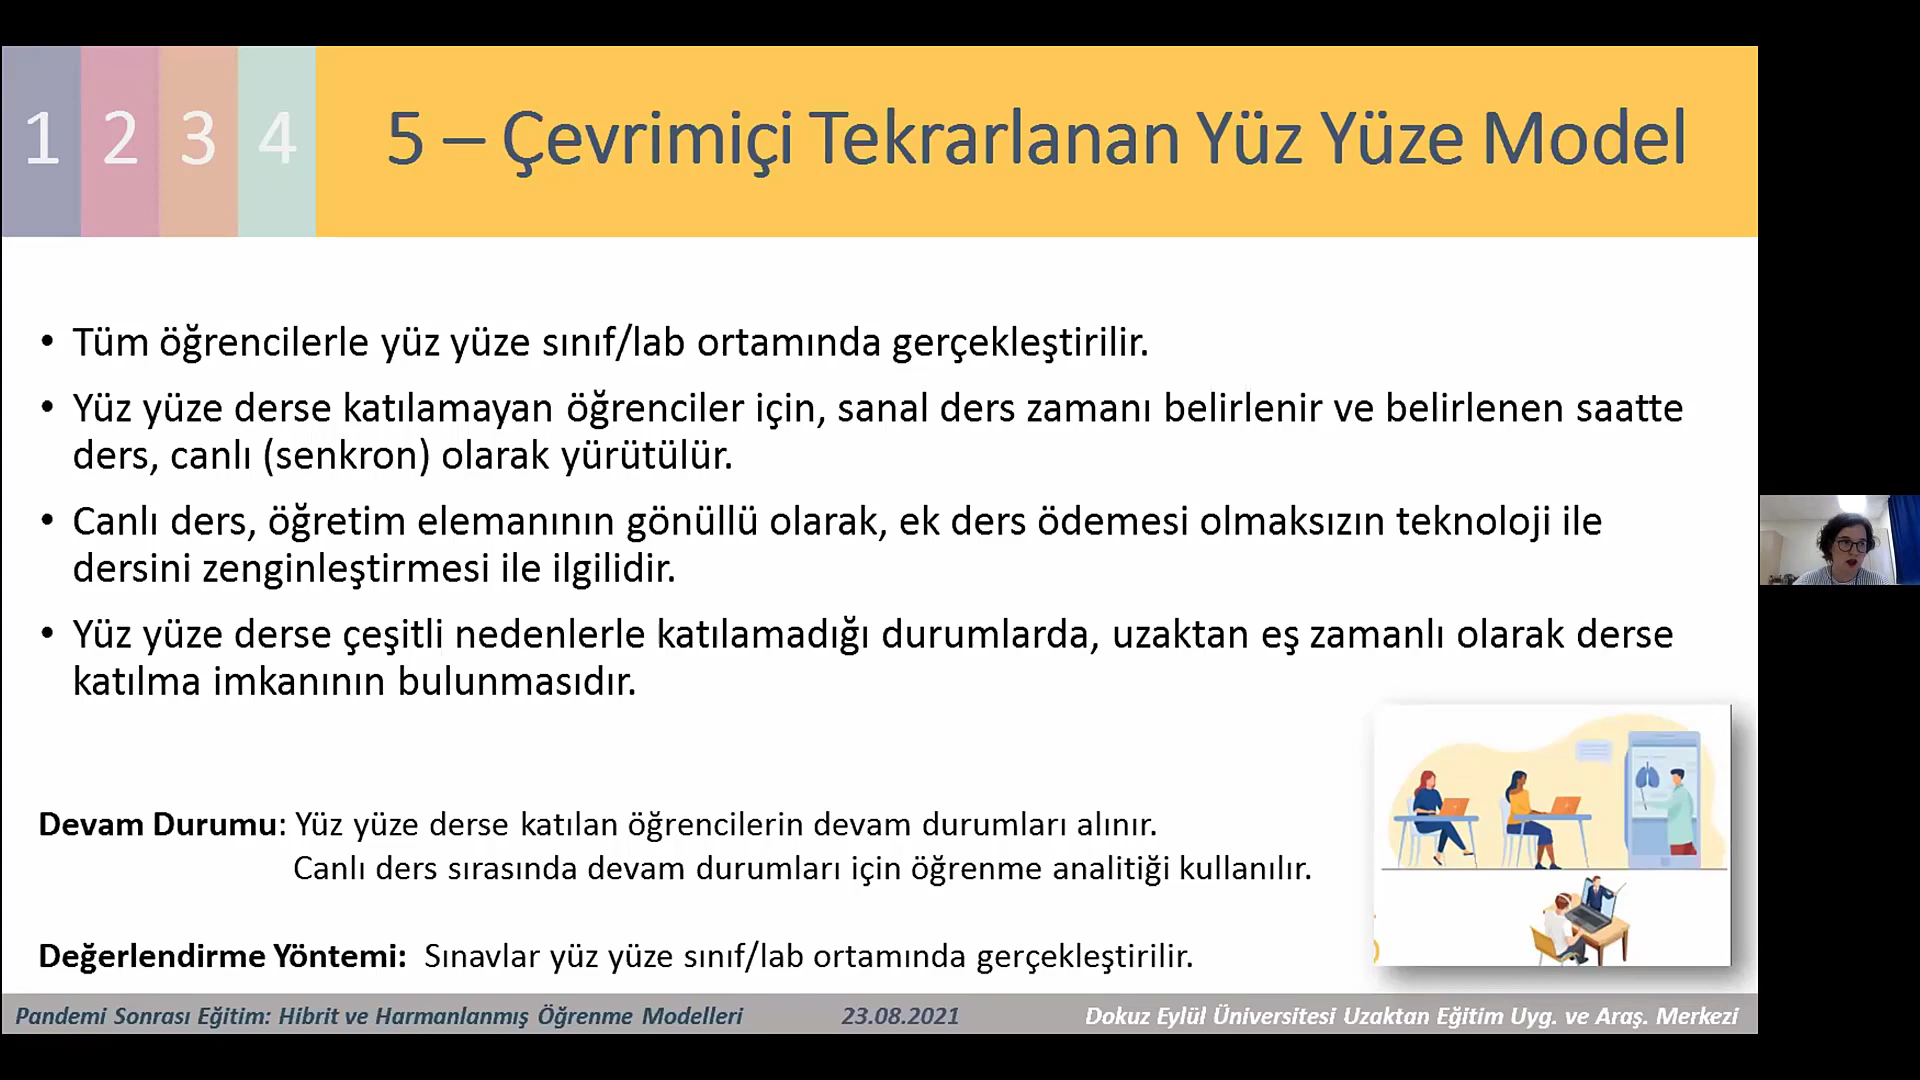 1 2 3 4 5 – Çevrimiçi Tekrarlanan Yüz Yüze Model
• Tüm öğrencilerle yüz yüze sınıf/lab ortamında gerçekleştirilir.
• Yüz yüze derse katılamayan öğrenciler için, sanal ders zamanı belirlenir ve belirlenen saatte
ders, canlı (senkron) olarak yürütülür.
• Canlı ders, öğretim elemanının gönüllü olarak, ek ders ödemesi olmaksızın teknoloji ile
dersini zenginleştirmesi ile ilgilidir.
• Yüz yüze derse çeşitli nedenlerle katılamadığı durumlarda, uzaktan eş zamanlı olarak derse
katılma imkanının bulunmasıdır.
Devam Durumu: Yüz yüze derse katılan öğrencilerin devam durumları alınır.
Canlı ders sırasında devam durumları için öğrenme analitiği kullanılır.
Değerlendirme Yöntemi: Sınavlar yüz yüze sınıf/lab ortamında gerçekleştirilir.
Pandemi Sonrası Eğitim: Hibrit ve Harmanlanmış Öğrenme Modelleri 23.08.2021 Dokuz Eylül Üniversitesi Uzaktan Eğitim Uyg. ve Araş. Merkezi